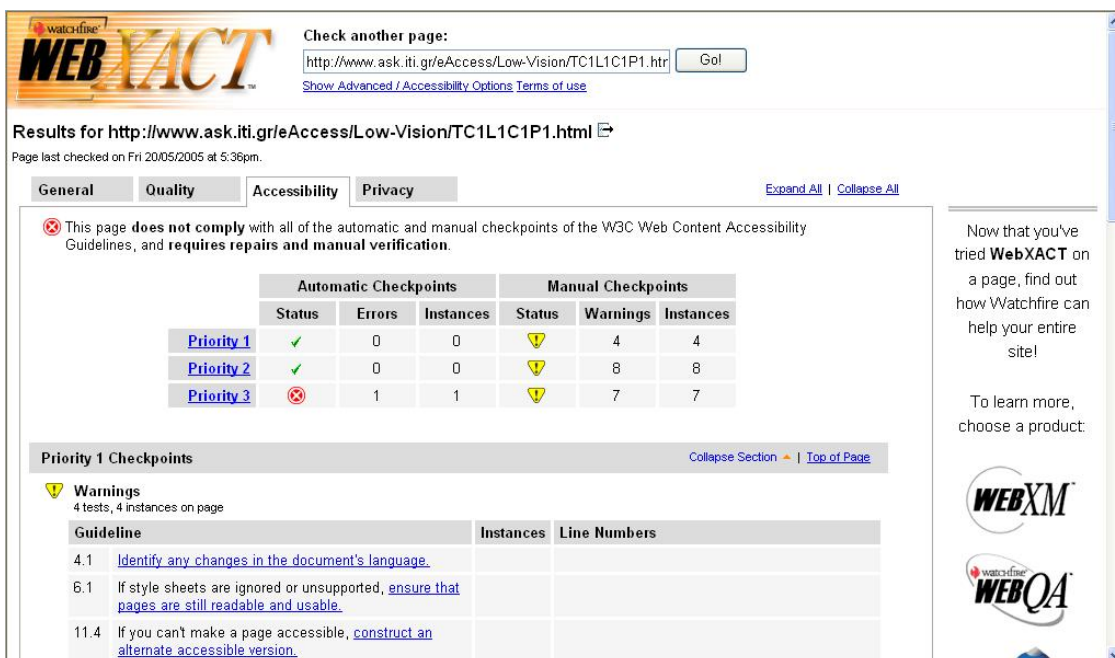 watchfire
WEBXACT™
Check another page:
http://www.ask.iti.gr/eAccess/Low-Vision/TC1L1C1P1.htm Go!
Show Advanced / Accessibility Options Terms of use
Results for http://www.ask.iti.gr/eAccess/Low-Vision/TC1L1C1P1.html
Page last checked on Fri 20/05/2005 at 5:36pm.
General Quality Accessibility Privacy Expand All | Collapse All
This page does not comply with all of the automatic and manual checkpoints of the W3C Web Content Accessibility
Guidelines, and requires repairs and manual verification.
Automatic Checkpoints Manual Checkpoints
Status Errors Instances Status Warnings Instances
Priority 1 0 0 4 4
Priority 2 0 0 8 8
Priority 3 1 1 7 7
Priority 1 Checkpoints Collapse Section | Top of Page
Warnings
4 tests, 4 instances on page
Guideline Instances Line Numbers
4.1 Identify any changes in the document's language.
6.1 If style sheets are ignored or unsupported, ensure that
pages are still readable and usable.
11.4 If you can't make a page accessible, construct an
alternate accessible version.
Now that you've
tried WebXACT on
a page, find out
how Watchfire can
help your entire
site!
To learn more,
choose a product:
WEBXM
watchfire
WEBQA